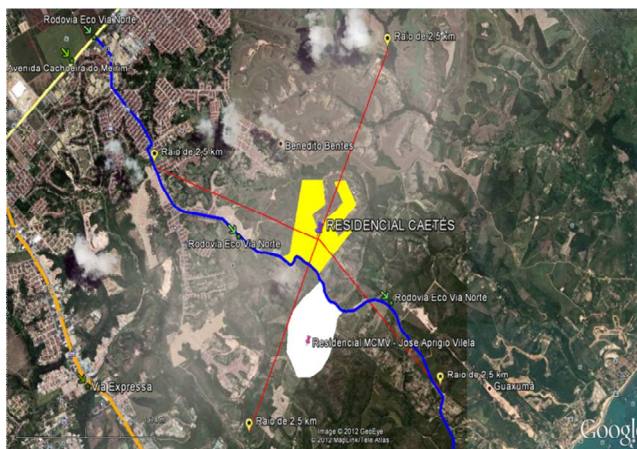 Rodovia Eco Via Norte
Raio de 2,5 km
Avenida Cachoeira do Meirim
Benedito Bentes
Raio de 2,5 km
RESIDENCIAL CAETÉS
Rodovia Eco Via Norte
Rodovia Eco Via Norte
Residencial MCMV - José Aprigio Vilela
Raio de 2,5 km
Guaxuma
Via Expressa
Raio de 2,5 km
Image © 2012 GeoEye
© 2012 MapLink/Tele Atlas
Googl